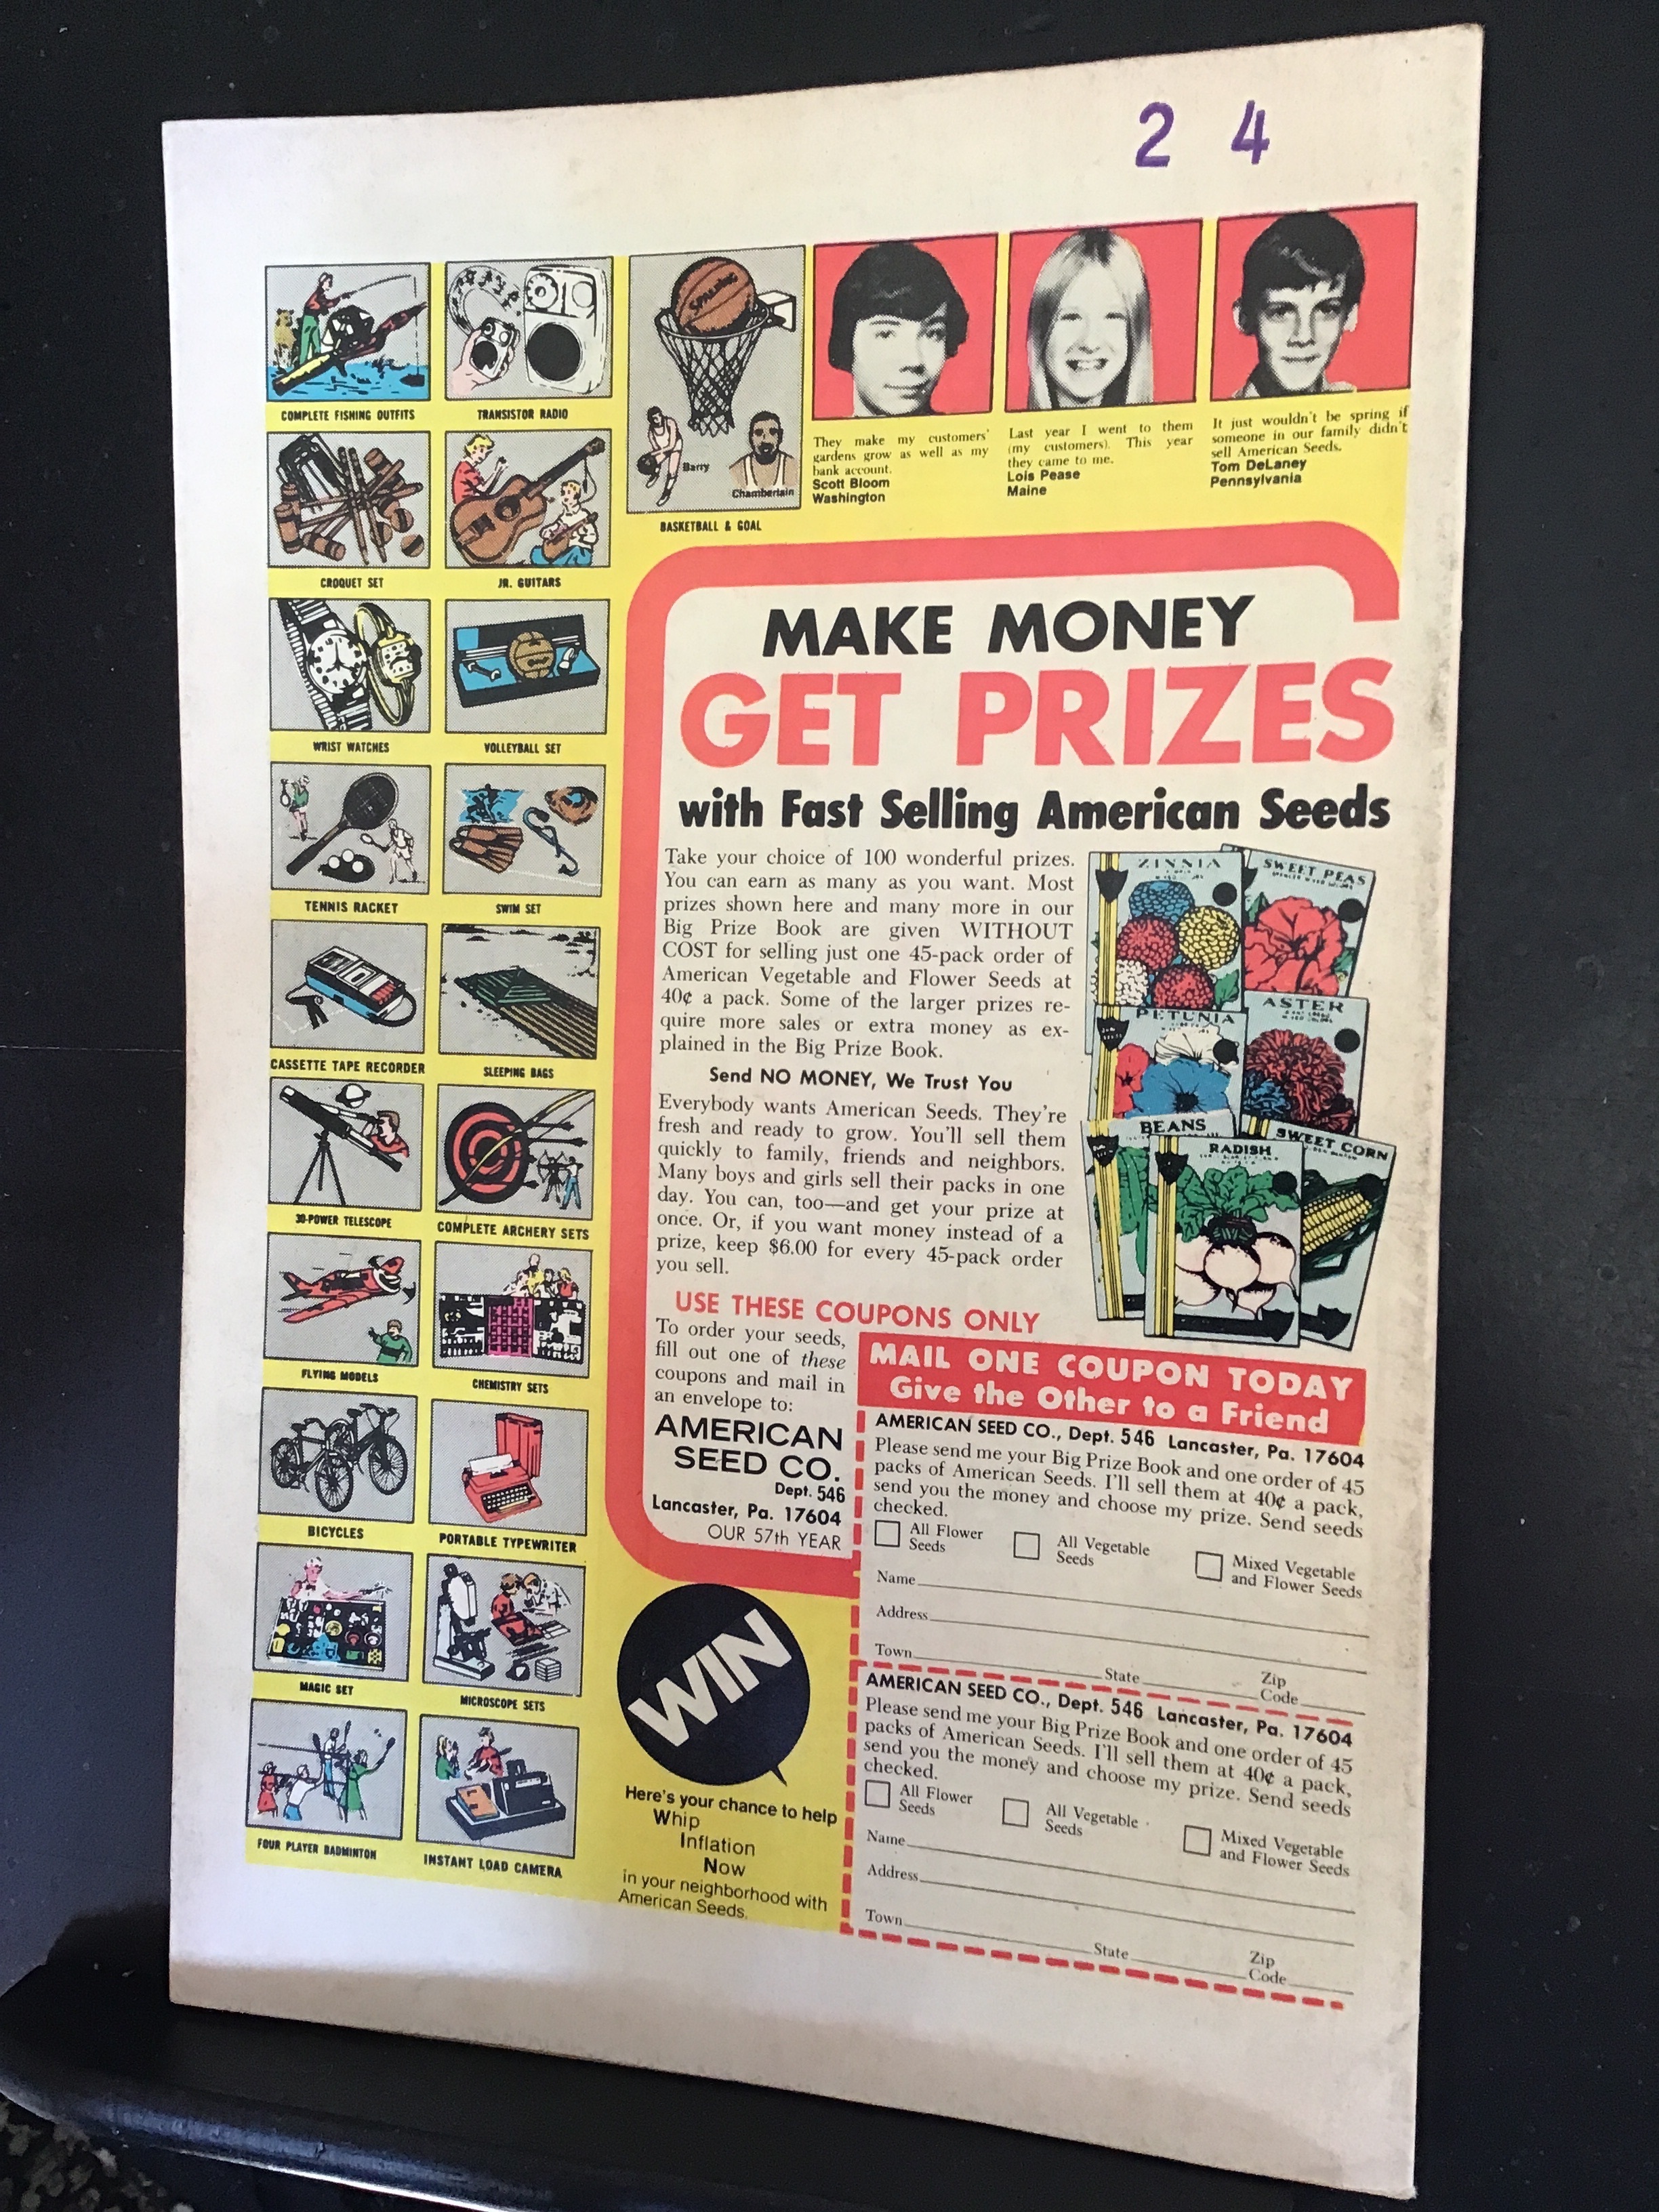 2 4
COMPLETE FISHING OUTFITS
TRANSISTOR RADIO
CROQUET SET
JR. GUITARS
WRIST WATCHES
VOLLEYBALL SET
TENNIS RACKET
SWIM SET
CASSETTE TAPE RECORDER
SLEEPING BAGS
30-POWER TELESCOPE
COMPLETE ARCHERY SETS
FLYING MODELS
CHEMISTRY SETS
BICYCLES
PORTABLE TYPEWRITER
MAGIC SET
MICROSCOPE SETS
FOUR PLAYER BADMINTON
INSTANT LOAD CAMERA
SPALDING
Barry
Chamberlain
BASKETBALL & GOAL
They make my customers'
gardens grow as well as my
bank account.
Scott Bloom
Washington
Last year I went to them
(my customers). This year
they came to me.
Lois Pease
Maine
It just wouldn't be spring if
someone in our family didn't
sell American Seeds.
Tom DeLaney
Pennsylvania
MAKE MONEY
GET PRIZES
with Fast Selling American Seeds
Take your choice of 100 wonderful prizes.
You can earn as many as you want. Most
prizes shown here and many more in our
Big Prize Book are given WITHOUT
COST for selling just one 45-pack order of
American Vegetable and Flower Seeds at
40¢ a pack. Some of the larger prizes re-
quire more sales or extra money as ex-
plained in the Big Prize Book.
Send NO MONEY, We Trust You
Everybody wants American Seeds. They're
fresh and ready to grow. You'll sell them
quickly to family, friends and neighbors.
Many boys and girls sell their packs in one
day. You can, too—and get your prize at
once. Or, if you want money instead of a
prize, keep $6.00 for every 45-pack order
you sell.
ZINNIA
SWEET PEAS
PETUNIA
ASTER
BEANS
RADISH
SWEET CORN
USE THESE COUPONS ONLY
To order your seeds,
fill out one of these
coupons and mail in
an envelope to:
AMERICAN
SEED CO.
Dept. 546
Lancaster, Pa. 17604
OUR 57th YEAR
WIN
Here's your chance to help
Whip
Inflation
Now
in your neighborhood with
American Seeds.
MAIL ONE COUPON TODAY
Give the Other to a Friend
AMERICAN SEED CO., Dept. 546 Lancaster, Pa. 17604
Please send me your Big Prize Book and one order of 45
packs of American Seeds. I'll sell them at 40¢ a pack,
send you the money and choose my prize. Send seeds
checked.
All Flower
Seeds
All Vegetable
Seeds
Mixed Vegetable
and Flower Seeds
Name
Address
Town State Zip
Code
AMERICAN SEED CO., Dept. 546 Lancaster, Pa. 17604
Please send me your Big Prize Book and one order of 45
packs of American Seeds. I'll sell them at 40¢ a pack,
send you the money and choose my prize. Send seeds
checked.
All Flower
Seeds
All Vegetable
Seeds
Mixed Vegetable
and Flower Seeds
Name
Address
Town State Zip
Code